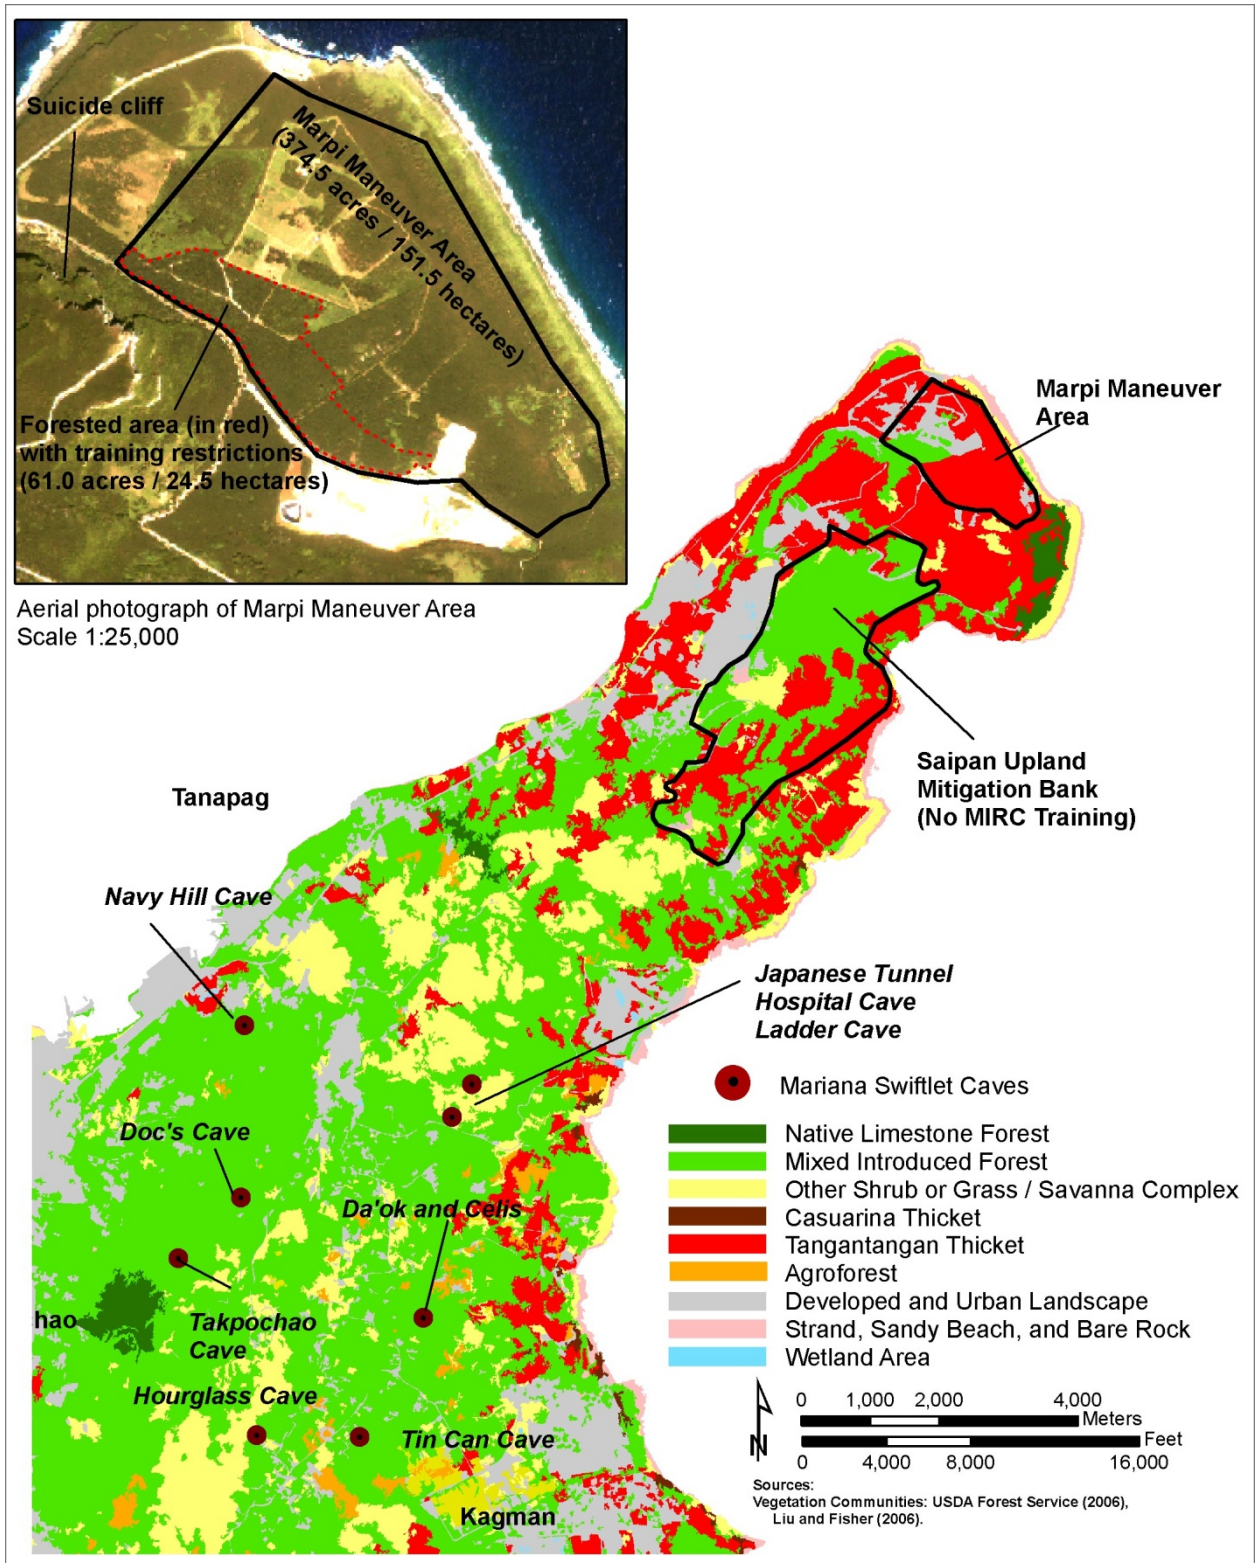 Suicide cliff
Marpi Maneuver Area
(374.5 acres / 151.5 hectares)
Forested area (in red)
with training restrictions
(61.0 acres / 24.5 hectares)
Aerial photograph of Marpi Maneuver Area
Scale 1:25,000
Marpi Maneuver
Area
Saipan Upland
Mitigation Bank
(No MIRC Training)
Tanapag
Navy Hill Cave
Japanese Tunnel
Hospital Cave
Ladder Cave
Doc's Cave
Da'ok and Celis
hao
Takpochao
Cave
Hourglass Cave
Tin Can Cave
Kagman
Mariana Swiftlet Caves
Native Limestone Forest
Mixed Introduced Forest
Other Shrub or Grass / Savanna Complex
Casuarina Thicket
Tangantangan Thicket
Agroforest
Developed and Urban Landscape
Strand, Sandy Beach, and Bare Rock
Wetland Area
N
0 1,000 2,000 4,000
Meters
Feet
0 4,000 8,000 16,000
Sources:
Vegetation Communities: USDA Forest Service (2006),
Liu and Fisher (2006).